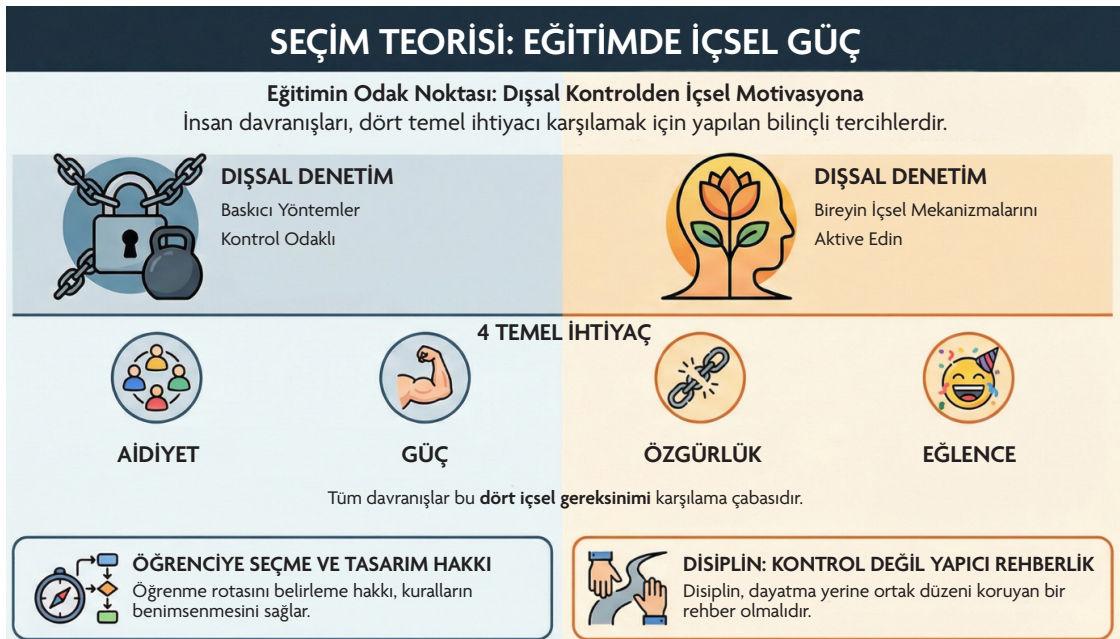 SEÇİM TEORİSİ: EĞİTİMDE İÇSEL GÜÇ
Eğitimin Odak Noktası: Dışsal Kontrolden İçsel Motivasyona
İnsan davranışları, dört temel ihtiyacı karşılamak için yapılan bilinçli tercihlerdir.
DIŞSAL DENETİM
Baskıcı Yöntemler
Kontrol Odaklı
DIŞSAL DENETİM
Bireyin İçsel Mekanizmalarını
Aktive Edin
4 TEMEL İHTİYAÇ
AİDİYET
GÜÇ
ÖZGÜRLÜK
EĞLENCE
Tüm davranışlar bu dört içsel gereksinimi karşılama çabasıdır.
ÖĞRENCİYE SEÇME VE TASARIM HAKKI
Öğrenme rotasını belirleme hakkı, kuralların
benimsenmesini sağlar.
DİSİPLİN: KONTROL DEĞİL YAPICI REHBERLİK
Disiplin, dayatma yerine ortak düzeni koruyan bir
rehber olmalıdır.